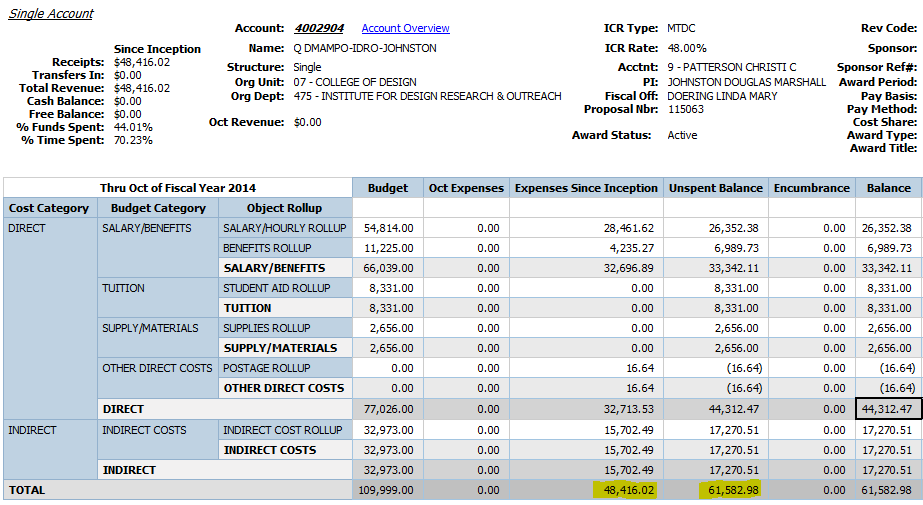 Single Account
Account: 4002904 Account Overview ICR Type: MTDC Rev Code:
Since Inception Name: Q DMAMPO-IDRO-JOHNSTON ICR Rate: 48.00% Sponsor:
Receipts: $48,416.02 Structure: Single Acctnt: 9 - PATTERSON CHRISTI C Sponsor Ref#:
Transfers In: $0.00 Org Unit: 07 - COLLEGE OF DESIGN PI: JOHNSTON DOUGLAS MARSHALL Award Period:
Total Revenue: $48,416.02 Org Dept: 475 - INSTITUTE FOR DESIGN RESEARCH & OUTREACH Fiscal Off: DOERING LINDA MARY Pay Basis:
Cash Balance: $0.00 Proposal Nbr: 115063 Pay Method:
Free Balance: $0.00 Oct Revenue: $0.00 Cost Share:
% Funds Spent: 44.01% Award Status: Active Award Type:
% Time Spent: 70.23% Award Title:
Thru Oct of Fiscal Year 2014 Budget Oct Expenses Expenses Since Inception Unspent Balance Encumbrance Balance
Cost Category Budget Category Object Rollup
DIRECT SALARY/BENEFITS SALARY/HOURLY ROLLUP 54,814.00 0.00 28,461.62 26,352.38 0.00 26,352.38
BENEFITS ROLLUP 11,225.00 0.00 4,235.27 6,989.73 0.00 6,989.73
SALARY/BENEFITS 66,039.00 0.00 32,696.89 33,342.11 0.00 33,342.11
TUITION STUDENT AID ROLLUP 8,331.00 0.00 0.00 8,331.00 0.00 8,331.00
TUITION 8,331.00 0.00 0.00 8,331.00 0.00 8,331.00
SUPPLY/MATERIALS SUPPLIES ROLLUP 2,656.00 0.00 0.00 2,656.00 0.00 2,656.00
SUPPLY/MATERIALS 2,656.00 0.00 0.00 2,656.00 0.00 2,656.00
OTHER DIRECT COSTS POSTAGE ROLLUP 0.00 0.00 16.64 (16.64) 0.00 (16.64)
OTHER DIRECT COSTS 0.00 0.00 16.64 (16.64) 0.00 (16.64)
DIRECT 77,026.00 0.00 32,713.53 44,312.47 0.00 44,312.47
INDIRECT INDIRECT COSTS INDIRECT COST ROLLUP 32,973.00 0.00 15,702.49 17,270.51 0.00 17,270.51
INDIRECT COSTS 32,973.00 0.00 15,702.49 17,270.51 0.00 17,270.51
INDIRECT 32,973.00 0.00 15,702.49 17,270.51 0.00 17,270.51
TOTAL 109,999.00 0.00 48,416.02 61,582.98 0.00 61,582.98